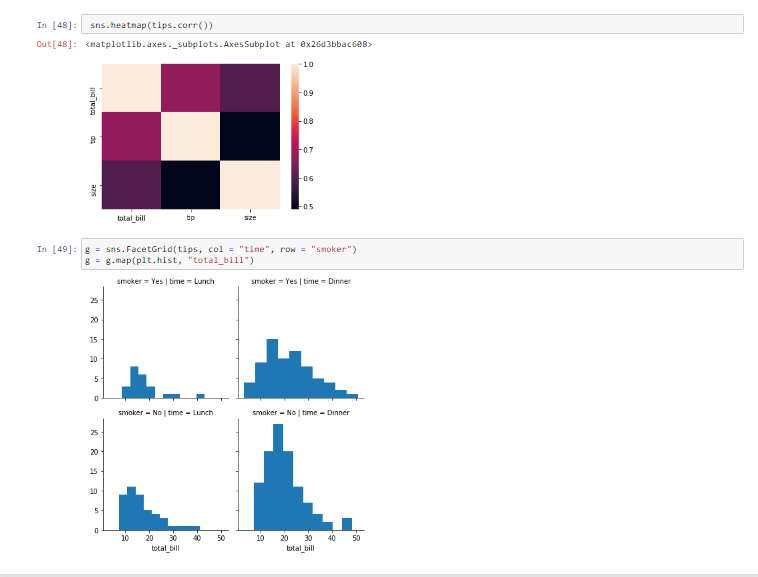 In [48]: sns.heatmap(tips.corr())
Out[48]: <matplotlib.axes._subplots.AxesSubplot at 0x26d3bbac608>
total_bill
tip
size
total_bill tip size
1.0
0.9
0.8
0.7
0.6
0.5
In [49]: g = sns.FacetGrid(tips, col = "time", row = "smoker")
g = g.map(plt.hist, "total_bill")
smoker = Yes | time = Lunch smoker = Yes | time = Dinner
25
20
15
10
5
0
smoker = No | time = Lunch smoker = No | time = Dinner
25
20
15
10
5
0
10 20 30 40 50 10 20 30 40 50
total_bill total_bill